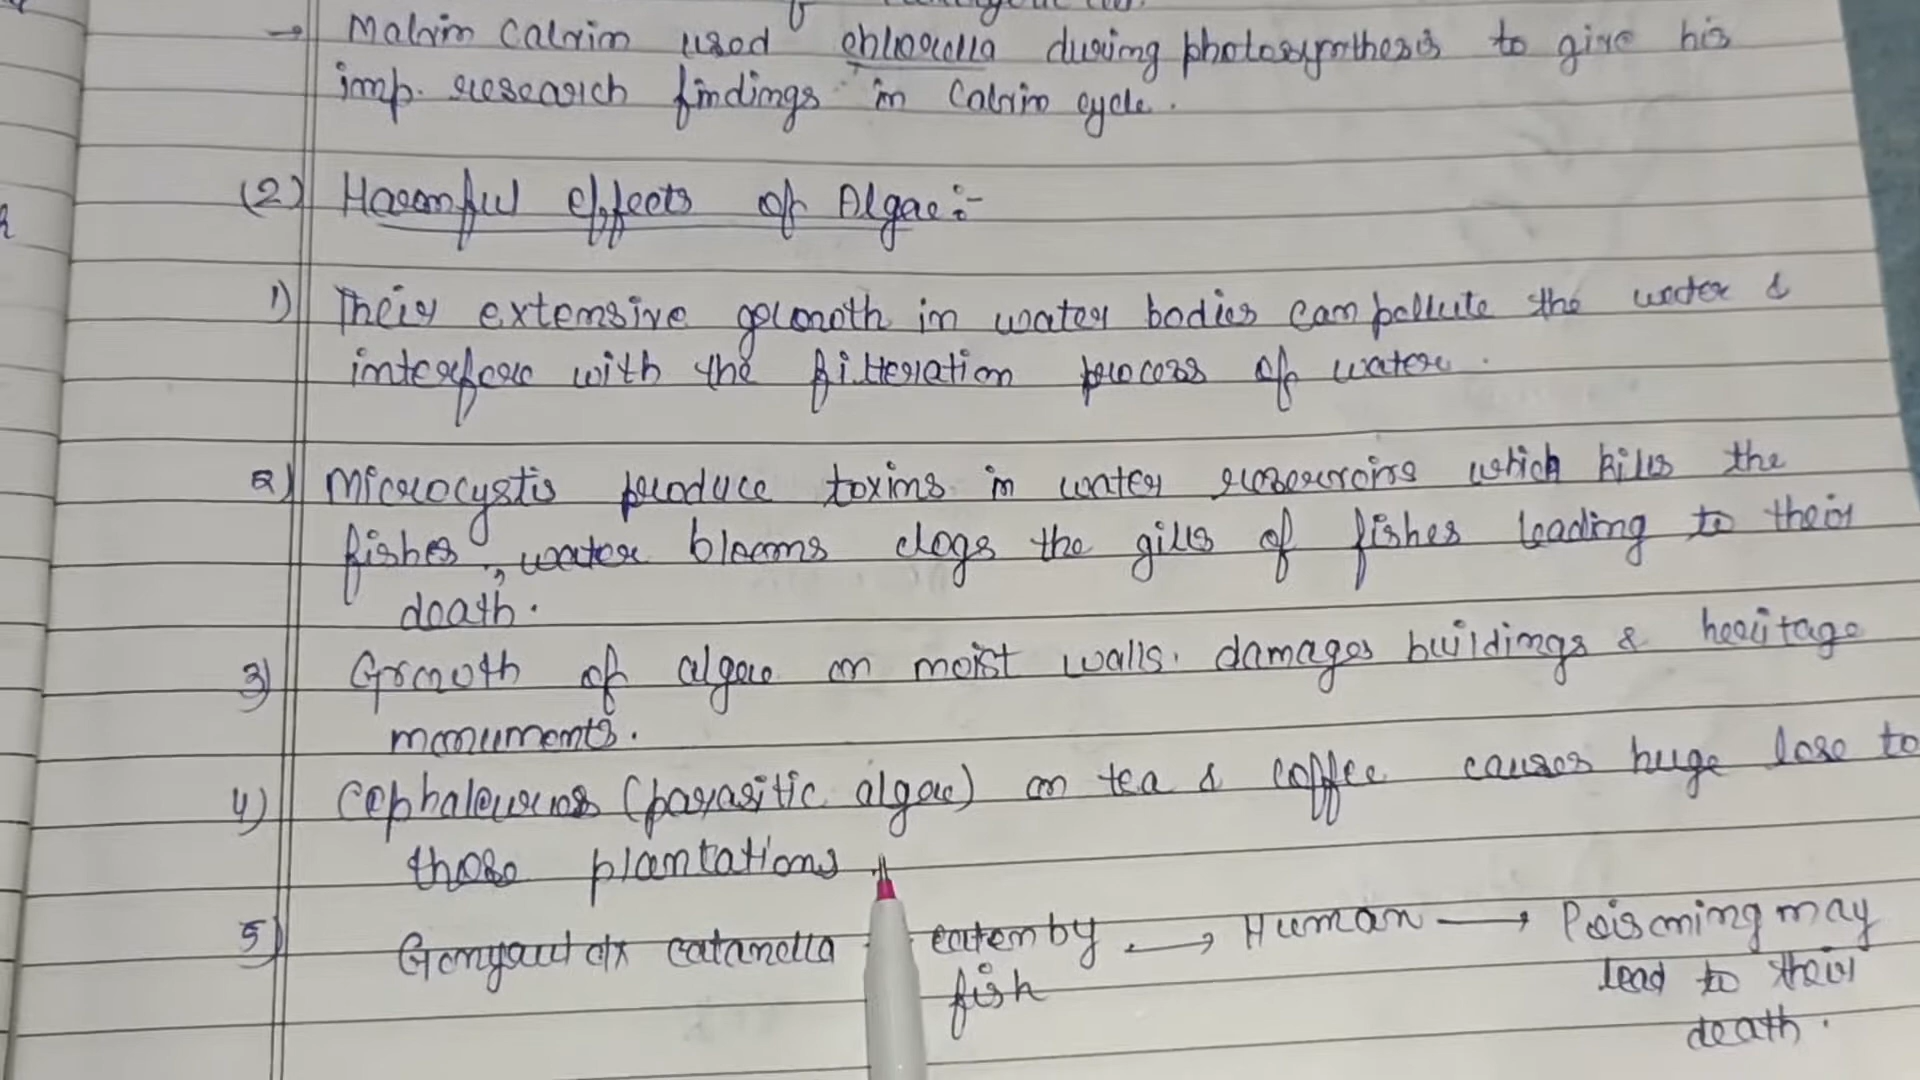 → Malvin Calvin used chlorella during photosynthesis to give his
imp. research findings in Calvin cycle.
(2) Harmful effects of Algae:-
1) Their extensive growth in water bodies can pollute the water &
interfere with the filteration process of water.
2) Microcystis produce toxins in water reservoirs which kills the
fishes, water blooms clogs the gills of fishes leading to their
death.
3) Growth of algae on moist walls. damages buildings & heritage
monuments.
4) Cephaleuros (parasitic algae) on tea & coffee causes huge lose to
those plantations
5) Gonyaulax catanella eaten by → Human → Poisoning may
fish lead to their
death.